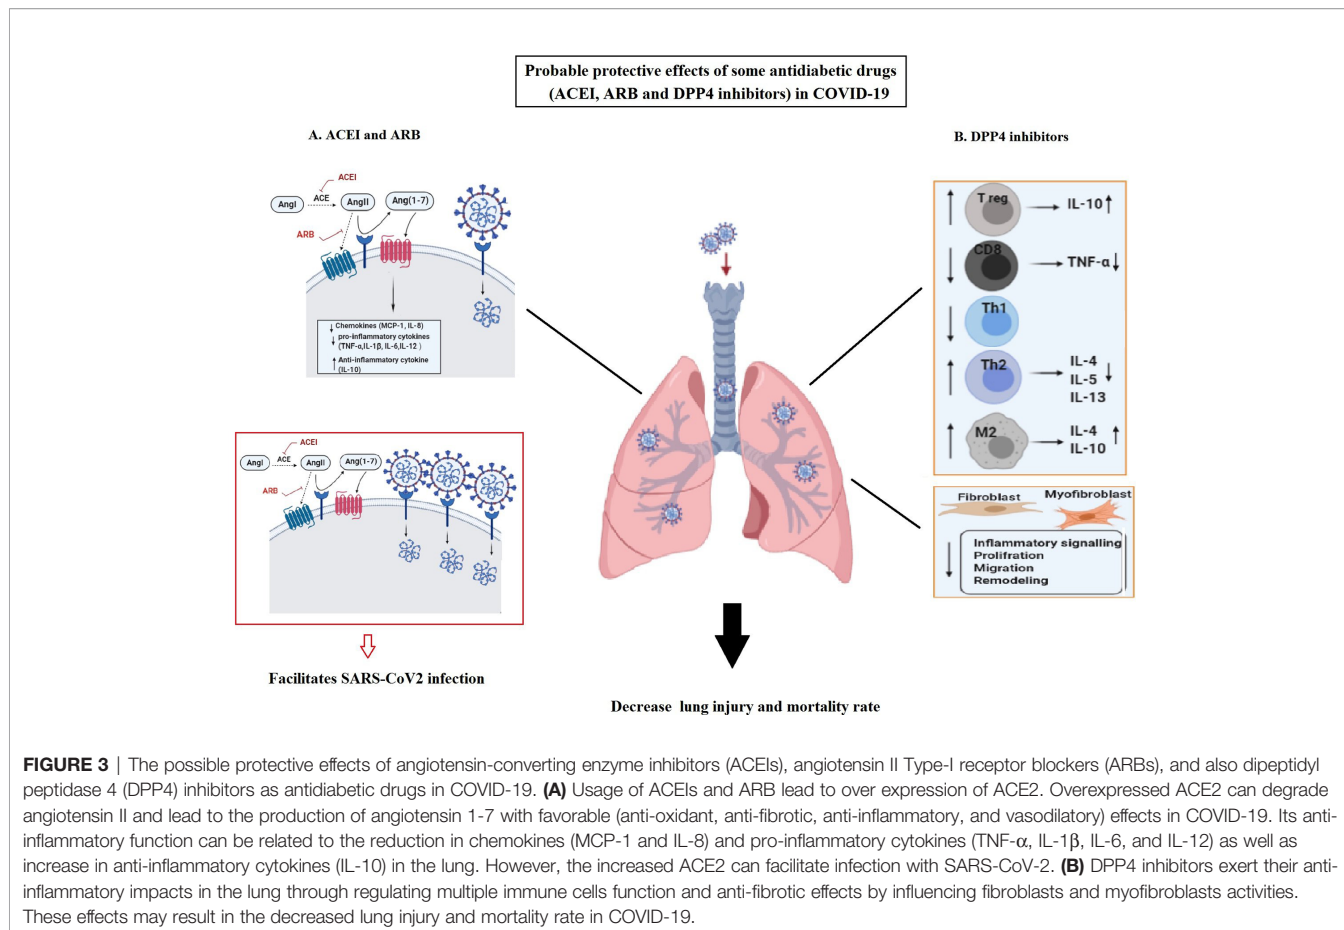 Probable protective effects of some antidiabetic drugs
(ACEI, ARB and DPP4 inhibitors) in COVID-19
A. ACEI and ARB
ACEI
AngI
ACE
AngII
Ang(1-7)
ARB
↓ Chemokines (MCP-1, IL-8)
↓ pro-inflammatory cytokines
(TNF-α,IL-1β, IL-6,IL-12 )
↑ Anti-inflammatory cytokine
(IL-10)
ACEI
AngI
ACE
AngII
Ang(1-7)
ARB
Facilitates SARS-CoV2 infection
B. DPP4 inhibitors
↑ T reg → IL-10 ↑
↓ CD8 → TNF-α ↓
↓ Th1
↑ Th2 → IL-4
IL-5 ↓
IL-13
↑ M2 → IL-4 ↑
IL-10
Fibroblast
Myofibroblast
Inflammatory signalling
↓ Prolifration
Migration
Remodeling
Decrease lung injury and mortality rate
FIGURE 3 | The possible protective effects of angiotensin-converting enzyme inhibitors (ACEIs), angiotensin II Type-I receptor blockers (ARBs), and also dipeptidyl
peptidase 4 (DPP4) inhibitors as antidiabetic drugs in COVID-19. (A) Usage of ACEIs and ARB lead to over expression of ACE2. Overexpressed ACE2 can degrade
angiotensin II and lead to the production of angiotensin 1-7 with favorable (anti-oxidant, anti-fibrotic, anti-inflammatory, and vasodilatory) effects in COVID-19. Its anti-
inflammatory function can be related to the reduction in chemokines (MCP-1 and IL-8) and pro-inflammatory cytokines (TNF-α, IL-1β, IL-6, and IL-12) as well as
increase in anti-inflammatory cytokines (IL-10) in the lung. However, the increased ACE2 can facilitate infection with SARS-CoV-2. (B) DPP4 inhibitors exert their anti-
inflammatory impacts in the lung through regulating multiple immune cells function and anti-fibrotic effects by influencing fibroblasts and myofibroblasts activities.
These effects may result in the decreased lung injury and mortality rate in COVID-19.